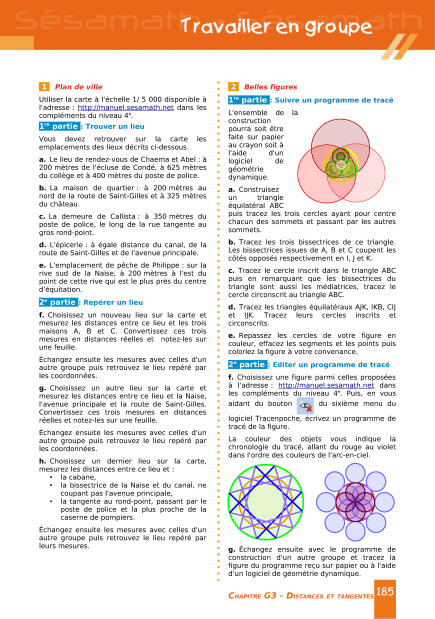 Sésamath - Sésamath
Travailler en groupe
1 Plan de ville
Utiliser la carte à l'échelle 1/ 5 000 disponible à
l'adresse : http://manuel.sesamath.net dans les
compléments du niveau 4e.
1re partie : Trouver un lieu
Vous devez retrouver sur la carte les
emplacements des lieux décrits ci-dessous.
a. Le lieu de rendez-vous de Chaema et Abel : à
200 mètres de l'écluse de Condé, à 625 mètres
du collège et à 400 mètres du poste de police.
b. La maison de quartier : à 200 mètres au
nord de la route de Saint-Gilles et à 325 mètres
du château.
c. La demeure de Callista : à 350 mètres du
poste de police, le long de la rue tangente au
gros rond-point.
d. L'épicerie : à égale distance du canal, de la
route de Saint-Gilles et de l'avenue principale.
e. L'emplacement de pêche de Philippe : sur la
rive sud de la Naise, à 200 mètres à l'est du
point de cette rive qui est le plus près du centre
d'équitation.
2e partie : Repérer un lieu
f. Choisissez un nouveau lieu sur la carte et
mesurez les distances entre ce lieu et les trois
maisons A, B et C. Convertissez ces trois
mesures en distances réelles et notez-les sur
une feuille.
Échangez ensuite les mesures avec celles d'un
autre groupe puis retrouvez le lieu repéré par
les coordonnées.
g. Choisissez un autre lieu sur la carte et
mesurez les distances entre ce lieu et la Naise,
l'avenue principale et la route de Saint-Gilles.
Convertissez ces trois mesures en distances
réelles et notez-les sur une feuille.
Échangez ensuite les mesures avec celles d'un
autre groupe puis retrouvez le lieu repéré par
les coordonnées.
h. Choisissez un dernier lieu sur la carte,
mesurez les distances entre ce lieu et :
• la cabane,
• la bissectrice de la Naise et du canal, ne
coupant pas l'avenue principale,
• la tangente au rond-point, passant par le
poste de police et la plus proche de la
caserne de pompiers.
Échangez ensuite les mesures avec celles d'un
autre groupe puis retrouvez le lieu repéré par
leurs mesures.
2 Belles figures
1re partie : Suivre un programme de tracé
L'ensemble de la
construction
pourra soit être
faite sur papier
au crayon soit à
l'aide d'un
logiciel de
géométrie
dynamique.
a. Construisez
un triangle
équilatéral ABC
puis tracez les trois cercles ayant pour centre
chacun des sommets et passant par les autres
sommets.
b. Tracez les trois bissectrices de ce triangle.
Les bissectrices issues de A, B et C coupent les
côtés opposés respectivement en I, J et K.
c. Tracez le cercle inscrit dans le triangle ABC
puis en remarquant que les bissectrices du
triangle sont aussi les médiatrices, tracez le
cercle circonscrit au triangle ABC.
d. Tracez les triangles équilatéraux AJK, IKB, CIJ
et IJK. Tracez leurs cercles inscrits et
circonscrits.
e. Repassez les cercles de votre figure en
couleur, effacez les segments et les points puis
coloriez la figure à votre convenance.
2e partie : Editer un programme de tracé
f. Choisissez une figure parmi celles proposées
à l'adresse : http://manuel.sesamath.net dans
les compléments du niveau 4e. Puis, en vous
aidant du bouton du sixième menu du
logiciel Tracenpoche, écrivez un programme de
tracé de la figure.
La couleur des objets vous indique la
chronologie du tracé, allant du rouge au violet
dans l'ordre des couleurs de l'arc-en-ciel.
g. Échangez ensuite avec le programme de
construction d'un autre groupe et tracez la
figure du programme reçu sur papier ou à l'aide
d'un logiciel de géométrie dynamique.
Chapitre G3 - Distances et tangentes 185